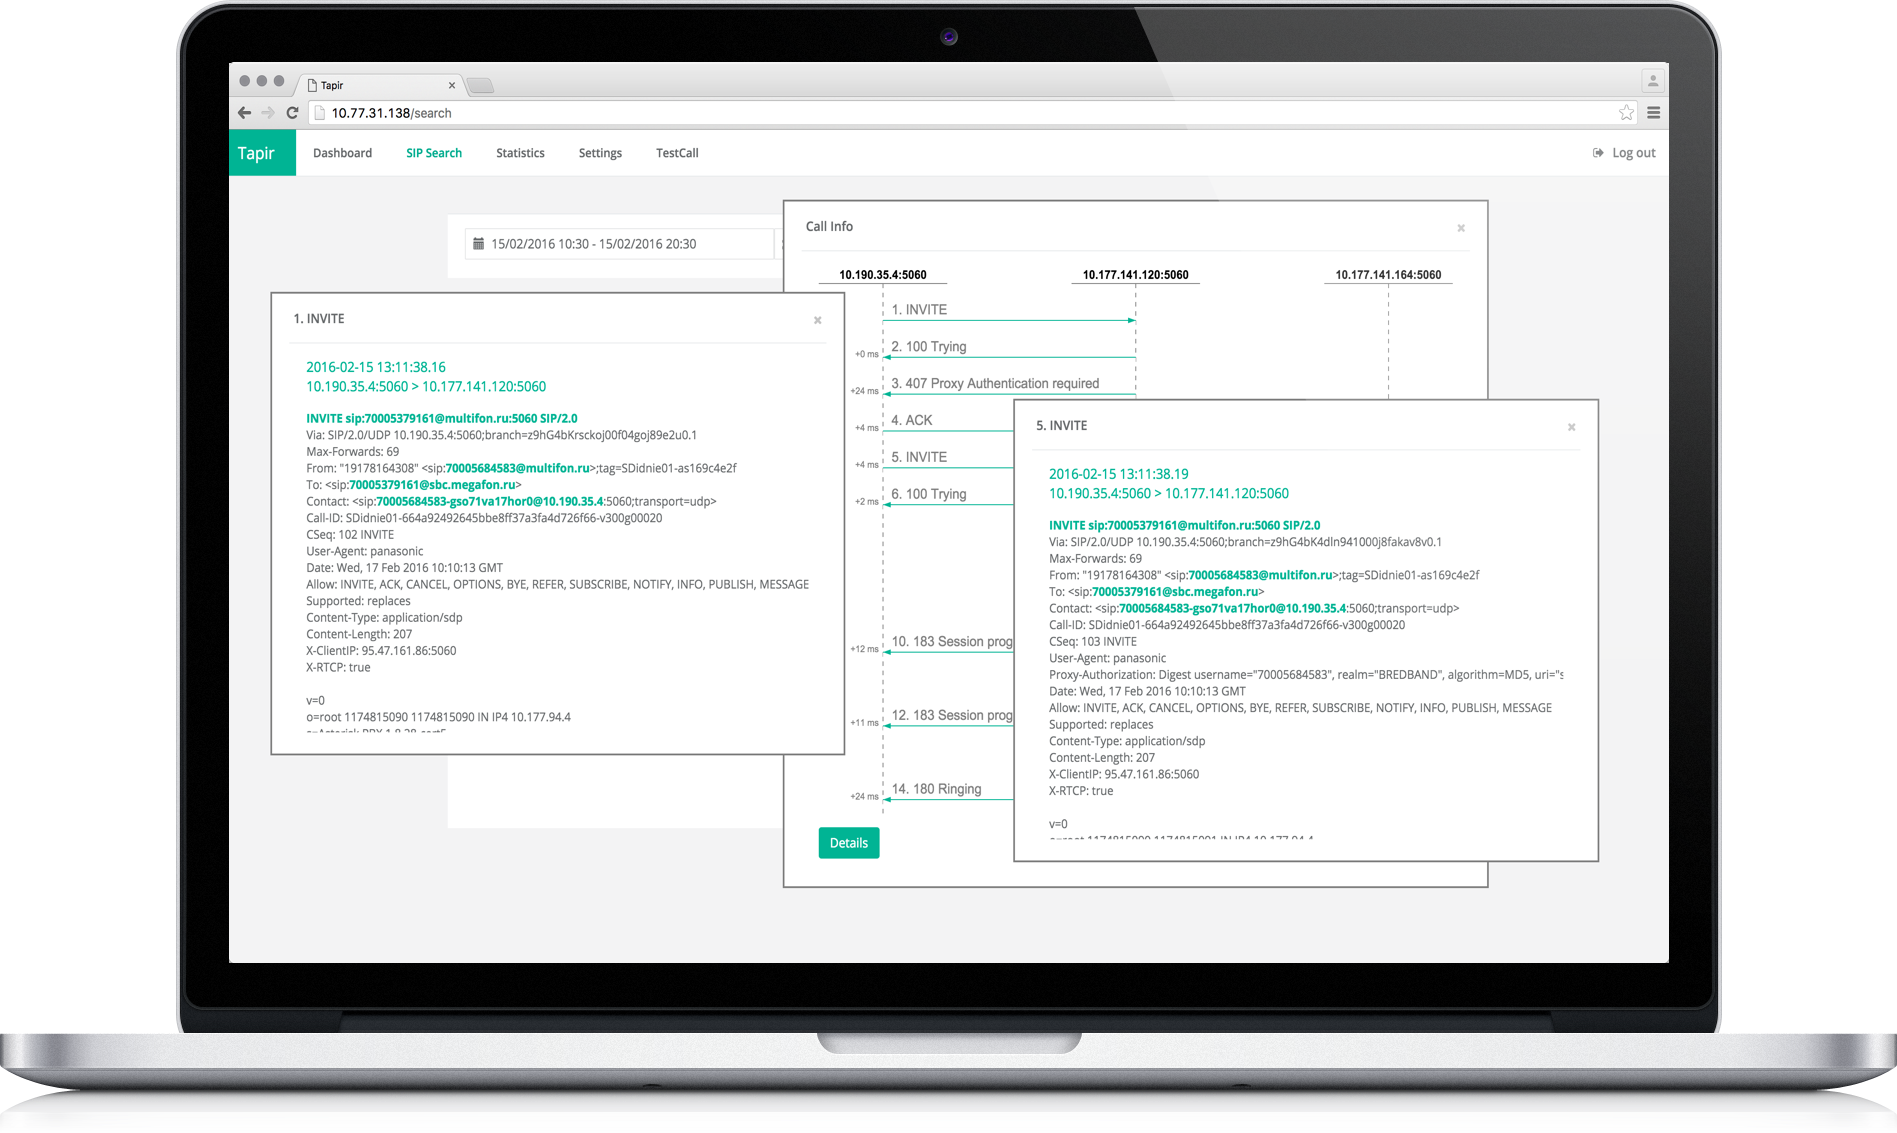 Tapir
10.77.31.138/search
Tapir
Dashboard
SIP Search
Statistics
Settings
TestCall
Log out
15/02/2016 10:30 - 15/02/2016 20:30
Call Info
10.190.35.4:5060
10.177.141.120:5060
10.177.141.164:5060
1. INVITE
+0 ms
2. 100 Trying
+24 ms
3. 407 Proxy Authentication required
+4 ms
4. ACK
+4 ms
5. INVITE
+2 ms
6. 100 Trying
+12 ms
10. 183 Session prog
+11 ms
12. 183 Session prog
+24 ms
14. 180 Ringing
Details
1. INVITE
2016-02-15 13:11:38.16
10.190.35.4:5060 > 10.177.141.120:5060
INVITE sip:70005379161@multifon.ru:5060 SIP/2.0
Via: SIP/2.0/UDP 10.190.35.4:5060;branch=z9hG4bKrsckoj00f04goj89e2u0.1
Max-Forwards: 69
From: "19178164308" <sip:70005684583@multifon.ru>;tag=SDidnie01-as169c4e2f
To: <sip:70005379161@sbc.megafon.ru>
Contact: <sip:70005684583-gso71va17hor0@10.190.35.4:5060;transport=udp>
Call-ID: SDidnie01-664a92492645bbe8ff37a3fa4d726f66-v300g00020
CSeq: 102 INVITE
User-Agent: panasonic
Date: Wed, 17 Feb 2016 10:10:13 GMT
Allow: INVITE, ACK, CANCEL, OPTIONS, BYE, REFER, SUBSCRIBE, NOTIFY, INFO, PUBLISH, MESSAGE
Supported: replaces
Content-Type: application/sdp
Content-Length: 207
X-ClientIP: 95.47.161.86:5060
X-RTCP: true
v=0
o=root 1174815090 1174815090 IN IP4 10.177.94.4
5. INVITE
2016-02-15 13:11:38.19
10.190.35.4:5060 > 10.177.141.120:5060
INVITE sip:70005379161@multifon.ru:5060 SIP/2.0
Via: SIP/2.0/UDP 10.190.35.4:5060;branch=z9hG4bK4dln941000j8fakav8v0.1
Max-Forwards: 69
From: "19178164308" <sip:70005684583@multifon.ru>;tag=SDidnie01-as169c4e2f
To: <sip:70005379161@sbc.megafon.ru>
Contact: <sip:70005684583-gso71va17hor0@10.190.35.4:5060;transport=udp>
Call-ID: SDidnie01-664a92492645bbe8ff37a3fa4d726f66-v300g00020
CSeq: 103 INVITE
User-Agent: panasonic
Proxy-Authorization: Digest username="70005684583", realm="BREDBAND", algorithm=MD5, uri="s
Date: Wed, 17 Feb 2016 10:10:13 GMT
Allow: INVITE, ACK, CANCEL, OPTIONS, BYE, REFER, SUBSCRIBE, NOTIFY, INFO, PUBLISH, MESSAGE
Supported: replaces
Content-Type: application/sdp
Content-Length: 207
X-ClientIP: 95.47.161.86:5060
X-RTCP: true
v=0